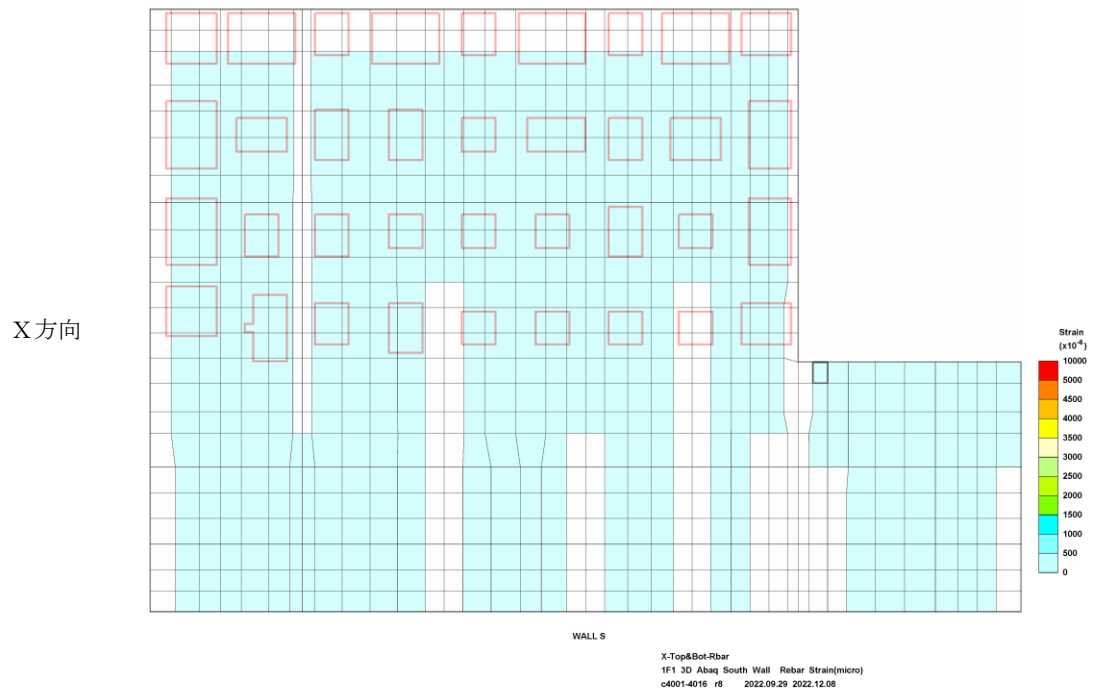 X方向
Strain
(x10-6)
10000
5000
4500
4000
3500
3000
2500
2000
1500
1000
500
0
WALL S
X-Top&Bot-Rbar
1F1 3D Abaq South Wall Rebar Strain(micro)
c4001-4016 r8 2022.09.29 2022.12.08